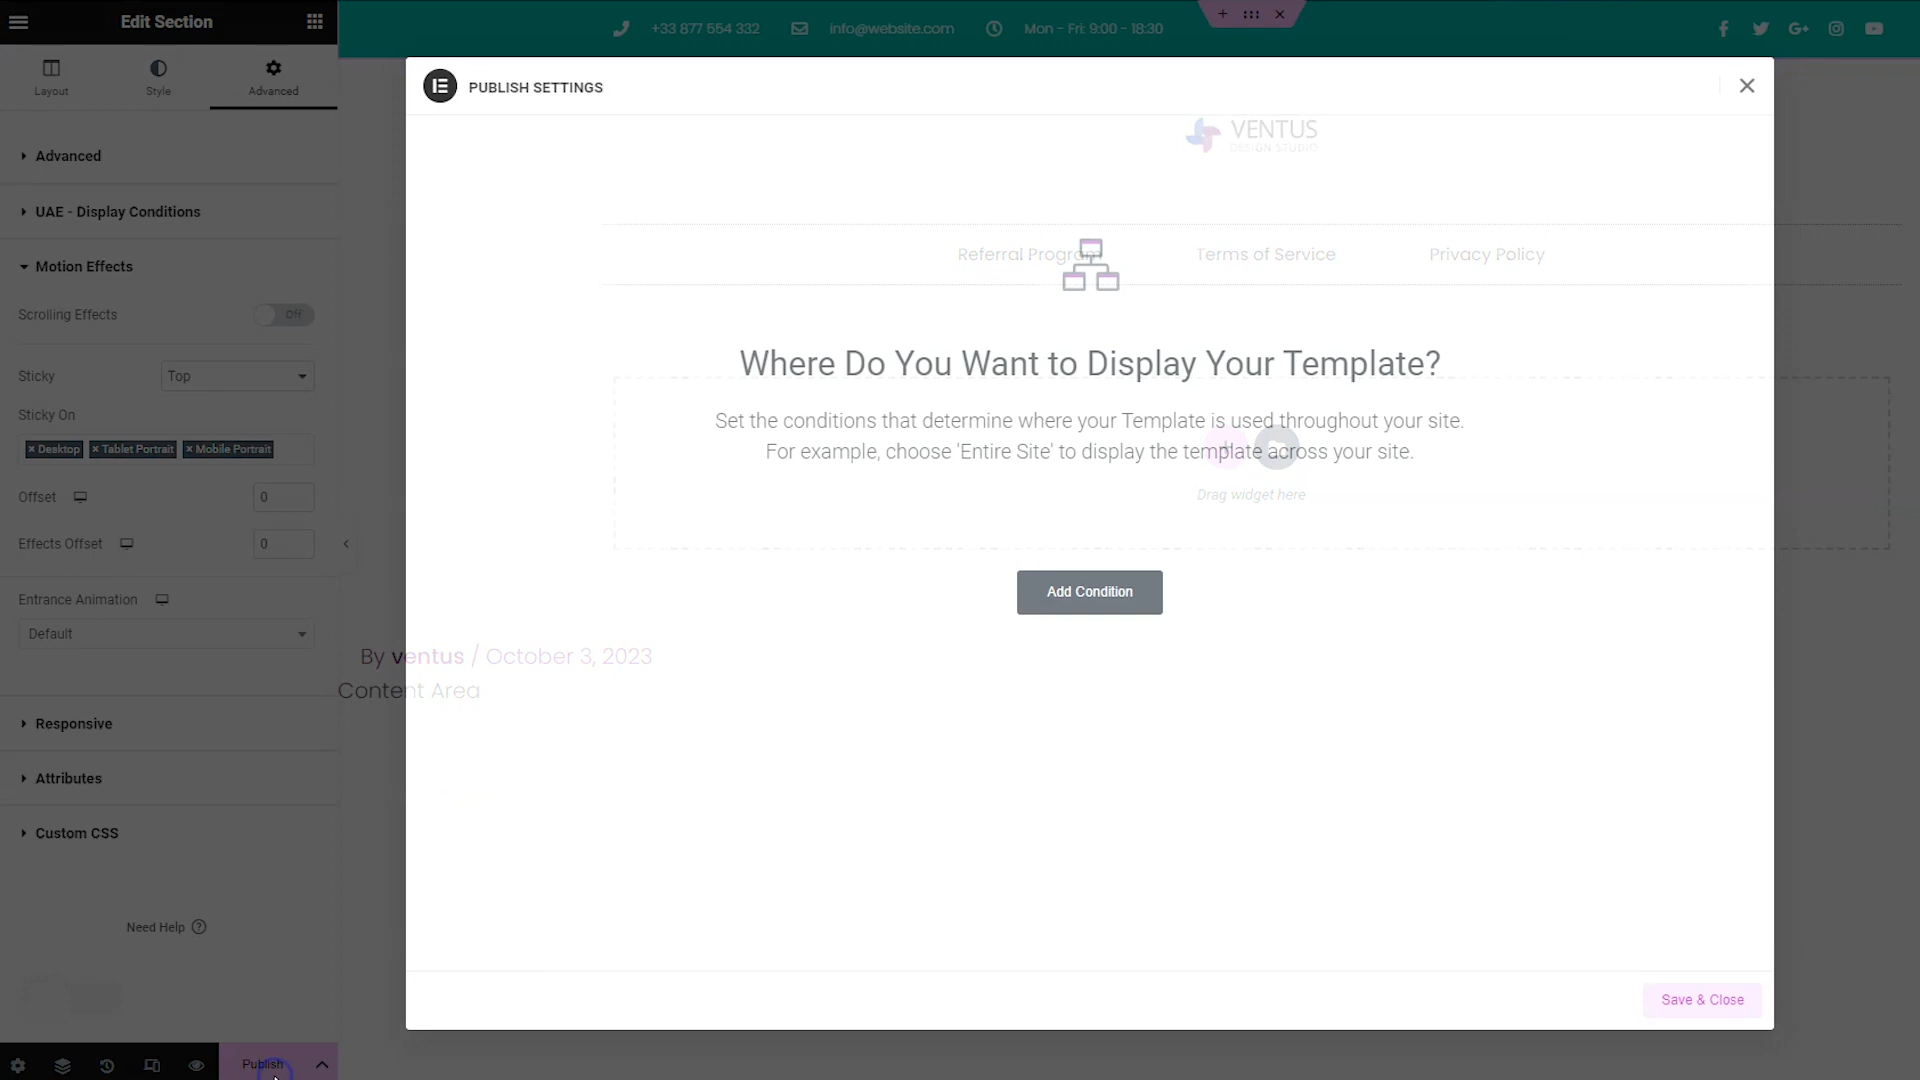 Edit Section
Layout
Style
Advanced
Advanced
UAE - Display Conditions
Motion Effects
Scrolling Effects
Off
Sticky
Top
Sticky On
× Desktop × Tablet Portrait × Mobile Portrait
Offset
0
Effects Offset
0
Entrance Animation
Default
Responsive
Attributes
Custom CSS
Need Help
Publish
+33 877 554 332
info@website.com
Mon - Fri: 9:00 - 18:30
PUBLISH SETTINGS
VENTUS
DESIGN STUDIO
Referral Program
Terms of Service
Privacy Policy
Where Do You Want to Display Your Template?
Set the conditions that determine where your Template is used throughout your site.
For example, choose 'Entire Site' to display the template across your site.
Drag widget here
Add Condition
By ventus / October 3, 2023
Content Area
Save & Close